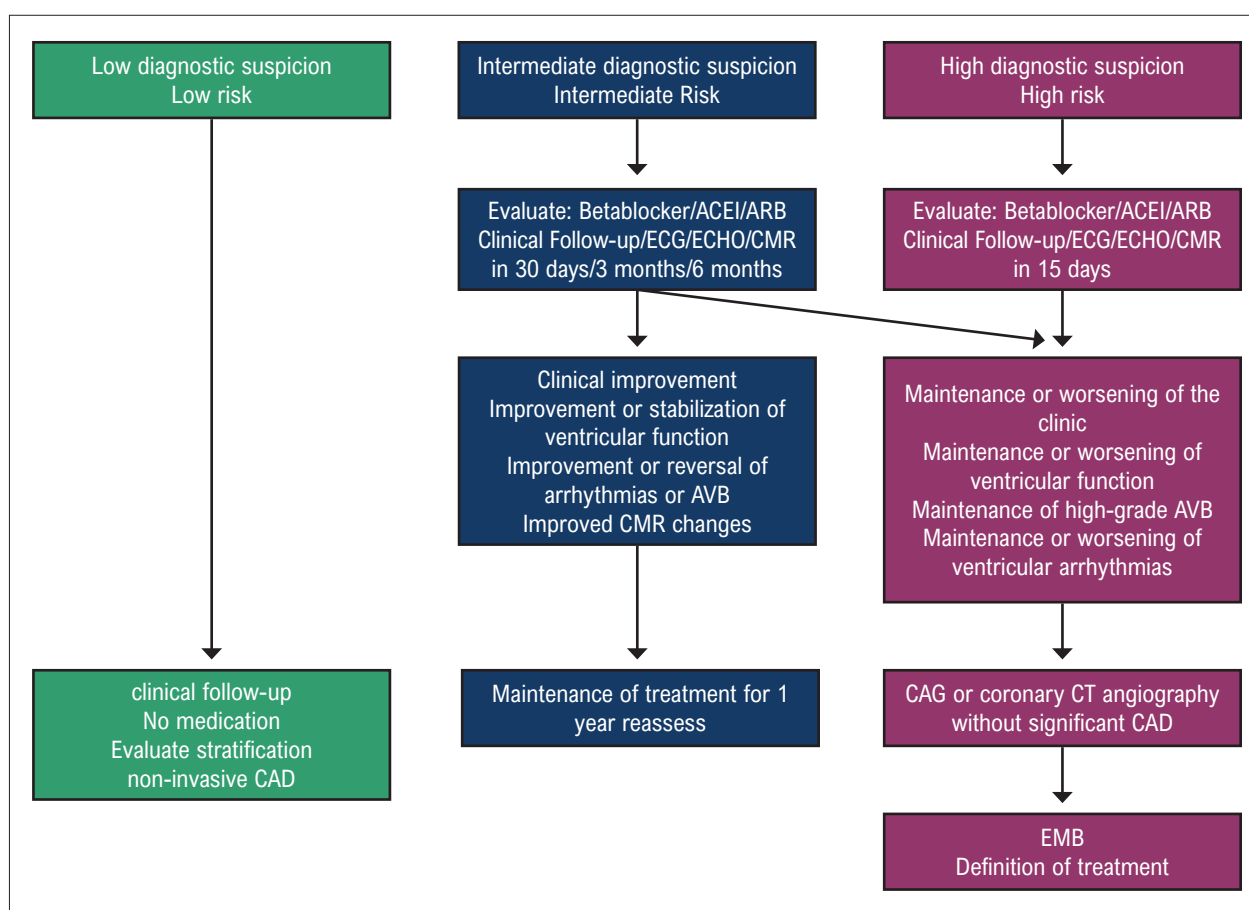 Low diagnostic suspicion
Low risk
Intermediate diagnostic suspicion
Intermediate Risk
High diagnostic suspicion
High risk
Evaluate: Betablocker/ACEI/ARB
Clinical Follow-up/ECG/ECHO/CMR
in 30 days/3 months/6 months
Evaluate: Betablocker/ACEI/ARB
Clinical Follow-up/ECG/ECHO/CMR
in 15 days
Clinical improvement
Improvement or stabilization of
ventricular function
Improvement or reversal of
arrhythmias or AVB
Improved CMR changes
Maintenance or worsening of the
clinic
Maintenance or worsening of
ventricular function
Maintenance of high-grade AVB
Maintenance or worsening of
ventricular arrhythmias
clinical follow-up
No medication
Evaluate stratification
non-invasive CAD
Maintenance of treatment for 1
year reassess
CAG or coronary CT angiography
without significant CAD
EMB
Definition of treatment